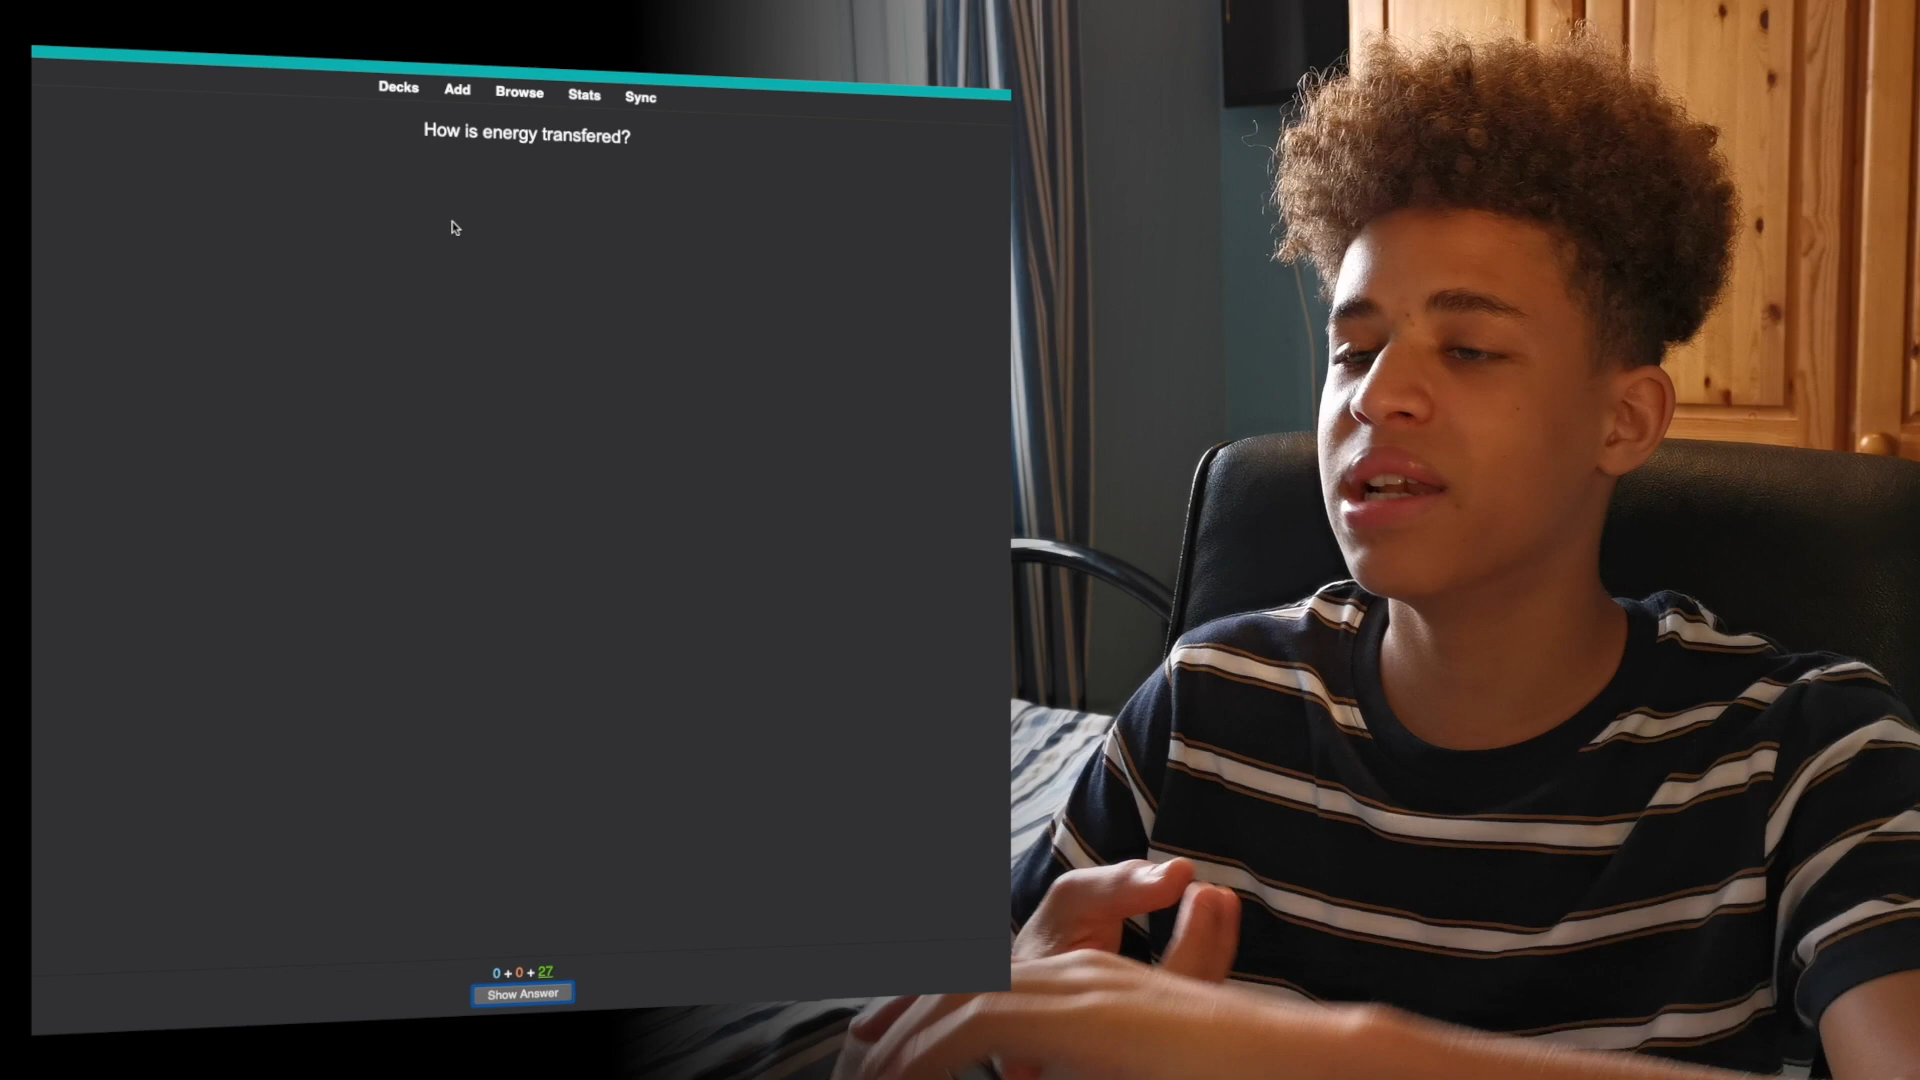 Decks Add Browse Stats Sync
How is energy transfered?
0 + 0 + 27
Show Answer